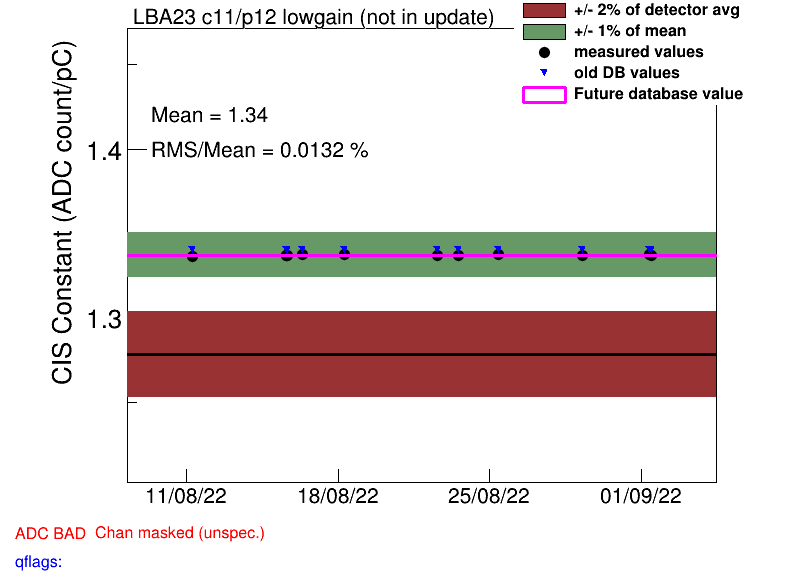 LBA23 c11/p12 lowgain (not in update)
+/- 2% of detector avg
+/- 1% of mean
measured values
old DB values
Future database value
CIS Constant (ADC count/pC)
Mean = 1.34
RMS/Mean = 0.0132 %
1.4
1.3
11/08/22 18/08/22 25/08/22 01/09/22
ADC BAD Chan masked (unspec.)
qflags: